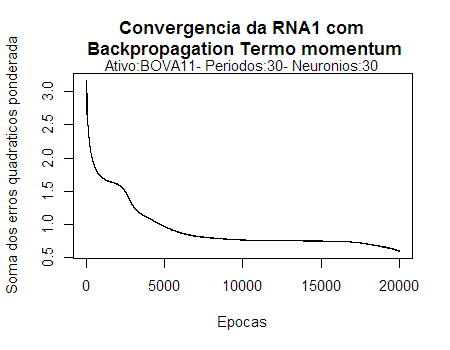 Convergencia da RNA1 com
Backpropagation Termo momentum
Ativo:BOVA11- Periodos:30- Neuronios:30
Soma dos erros quadraticos ponderada
3.0
2.5
2.0
1.5
1.0
0.5
0 5000 10000 15000 20000
Epocas